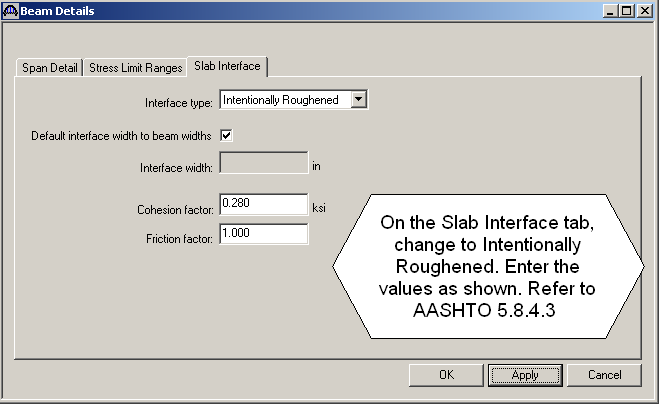 Beam Details
Span Detail Stress Limit Ranges Slab Interface
Interface type: Intentionally Roughened
Default interface width to beam widths
Interface width: in
Cohesion factor: 0.280 ksi
Friction factor: 1.000
On the Slab Interface tab,
change to Intentionally
Roughened. Enter the
values as shown. Refer to
AASHTO 5.8.4.3
OK Apply Cancel